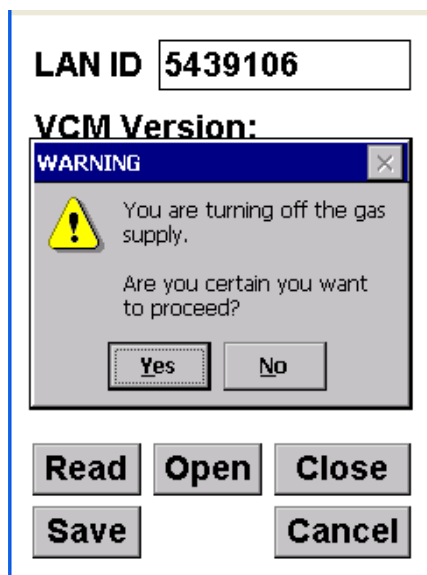 LAN ID 5439106
VCM Version:
WARNING
You are turning off the gas
supply.
Are you certain you want
to proceed?
Yes No
Read Open Close
Save Cancel